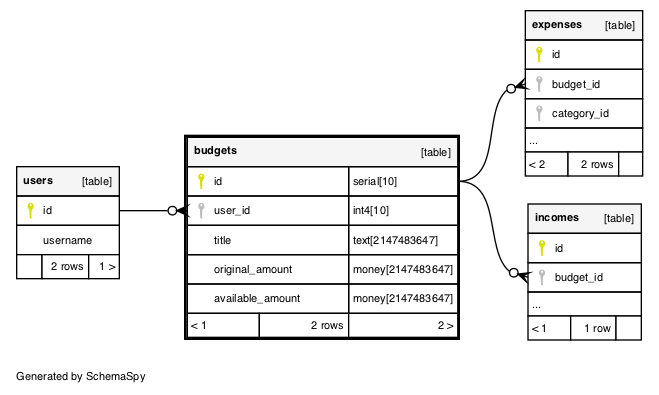 users [table]
id
username
2 rows 1 >
budgets [table]
id serial[10]
user_id int4[10]
title text[2147483647]
original_amount money[2147483647]
available_amount money[2147483647]
< 1 2 rows 2 >
expenses [table]
id
budget_id
category_id
...
< 2 2 rows
incomes [table]
id
budget_id
...
< 1 1 row
Generated by SchemaSpy